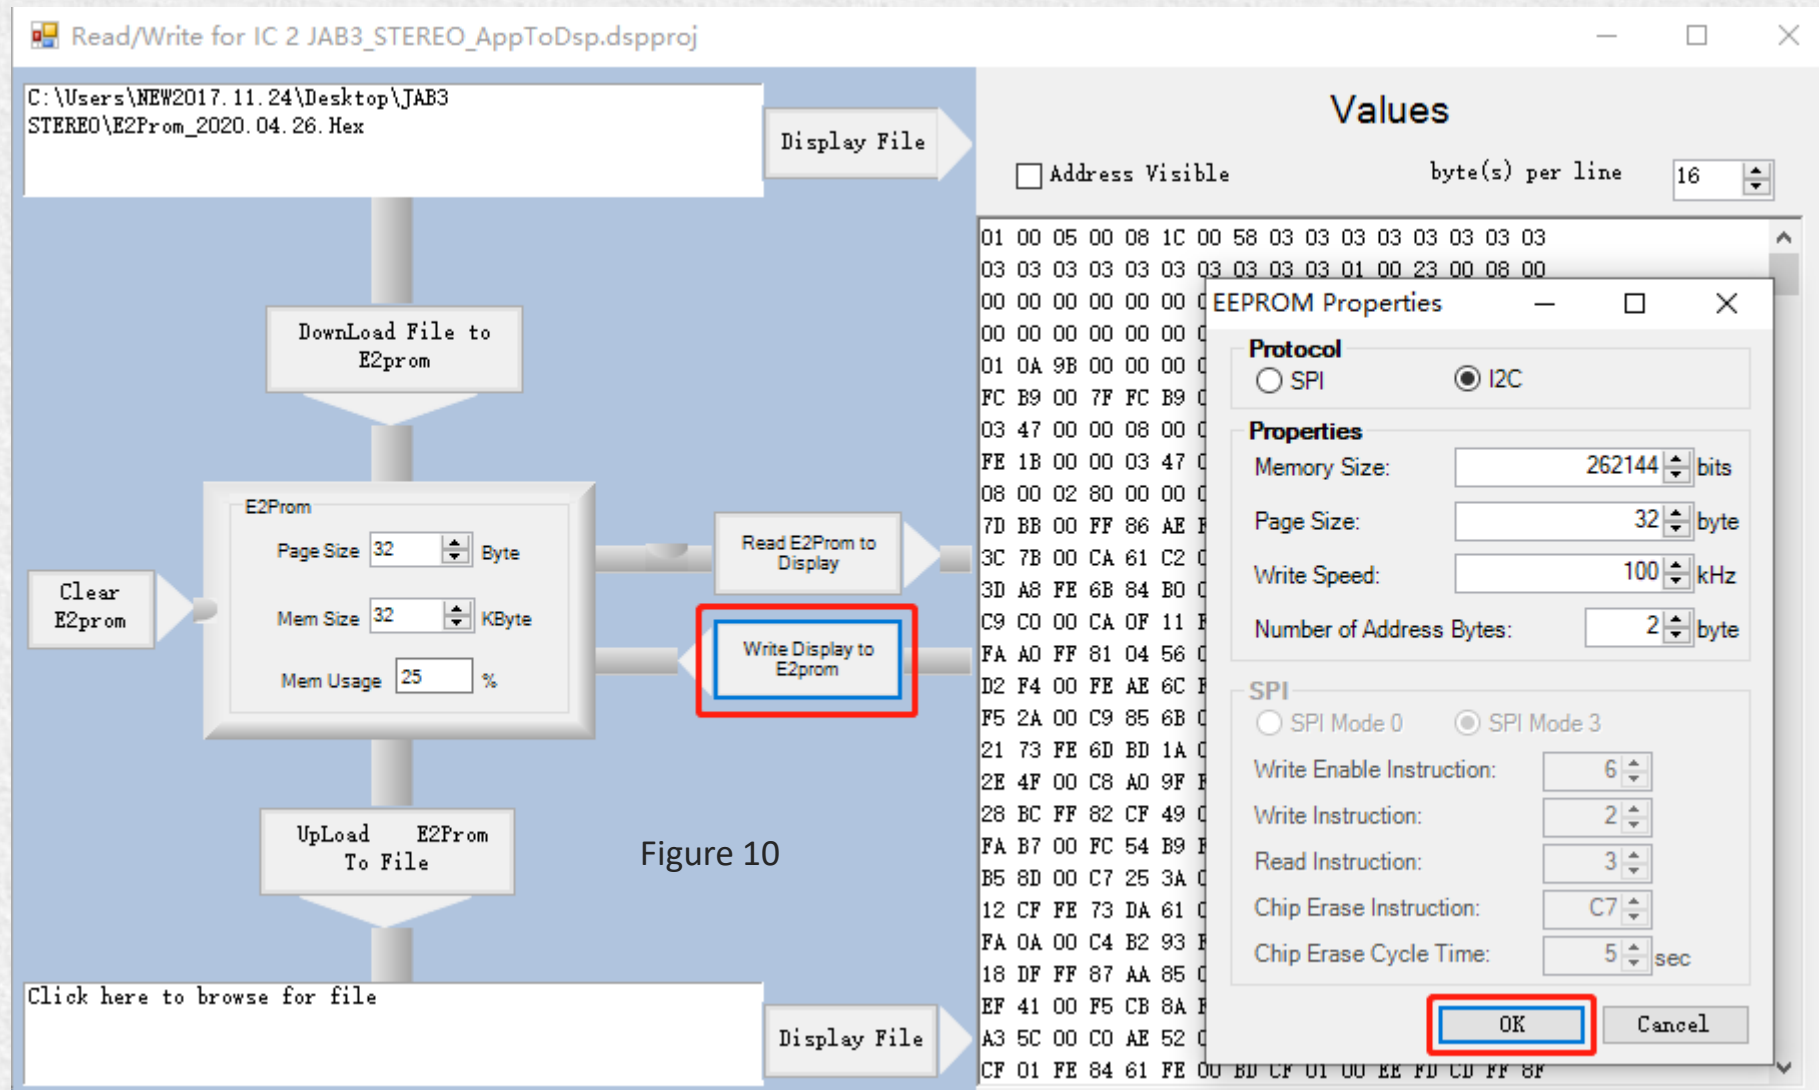 Read/Write for IC 2 JAB3_STEREO_AppToDsp.dspproj
C:\Users\NEW2017.11.24\Desktop\JAB3
STEREO\E2Prom_2020.04.26.Hex
Display File
DownLoad File to
E2prom
E2Prom
Page Size 32 Byte
Mem Size 32 KByte
Mem Usage 25 %
Clear
E2prom
Read E2Prom to
Display
Write Display to
E2prom
UpLoad E2Prom
To File
Figure 10
Click here to browse for file
Display File
Values
Address Visible
byte(s) per line 16
01 00 05 00 08 1C 00 58 03 03 03 03 03 03 03 03
03 03 03 03 03 03 03 03 03 03 01 00 23 00 08 00
00 00 00 00 00 00
00 00 00 00 00 00
01 0A 9B 00 00 00
FC B9 00 7F FC B9
03 47 00 00 08 00
FE 1B 00 00 03 47
08 00 02 80 00 00
7D BB 00 FF 86 AE
3C 7B 00 CA 61 C2
3D A8 FE 6B 84 B0
C9 C0 00 CA 0F 11
FA A0 FF 81 04 56
D2 F4 00 FE AE 6C
F5 2A 00 C9 85 6B
21 73 FE 6D BD 1A
2E 4F 00 C8 A0 9F
28 BC FF 82 CF 49
FA B7 00 FC 54 B9
B5 8D 00 C7 25 3A
12 CF FE 73 DA 61
FA 0A 00 C4 B2 93
18 DF FF 87 AA 85
EF 41 00 F5 CB 8A
A3 5C 00 C0 AE 52
CF 01 FE 84 61 FE 00 BD CF 01 00 EE FD CD FF 8F
EEPROM Properties
Protocol
SPI I2C
Properties
Memory Size: 262144 bits
Page Size: 32 byte
Write Speed: 100 kHz
Number of Address Bytes: 2 byte
SPI
SPI Mode 0 SPI Mode 3
Write Enable Instruction: 6
Write Instruction: 2
Read Instruction: 3
Chip Erase Instruction: C7
Chip Erase Cycle Time: 5 sec
OK Cancel